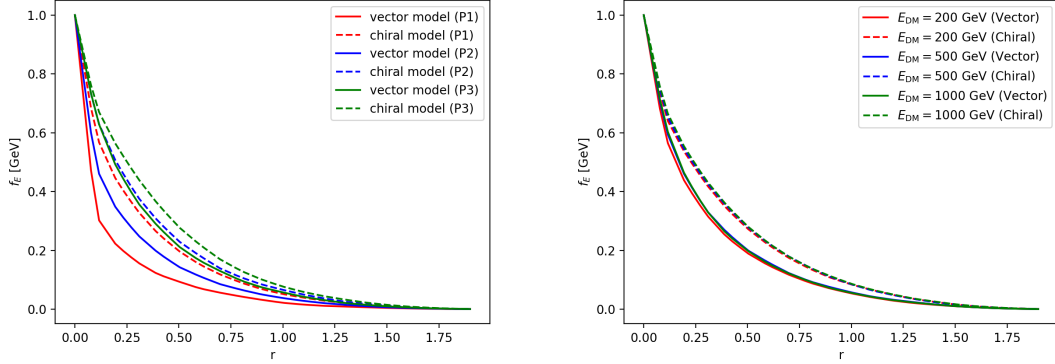 1.0
0.8
0.6
0.4
0.2
0.0
f_E [GeV]
0.00 0.25 0.50 0.75 1.00 1.25 1.50 1.75
r
vector model (P1)
chiral model (P1)
vector model (P2)
chiral model (P2)
vector model (P3)
chiral model (P3)
1.0
0.8
0.6
0.4
0.2
0.0
f_E [GeV]
0.00 0.25 0.50 0.75 1.00 1.25 1.50 1.75
r
E_DM = 200 GeV (Vector)
E_DM = 200 GeV (Chiral)
E_DM = 500 GeV (Vector)
E_DM = 500 GeV (Chiral)
E_DM = 1000 GeV (Vector)
E_DM = 1000 GeV (Chiral)